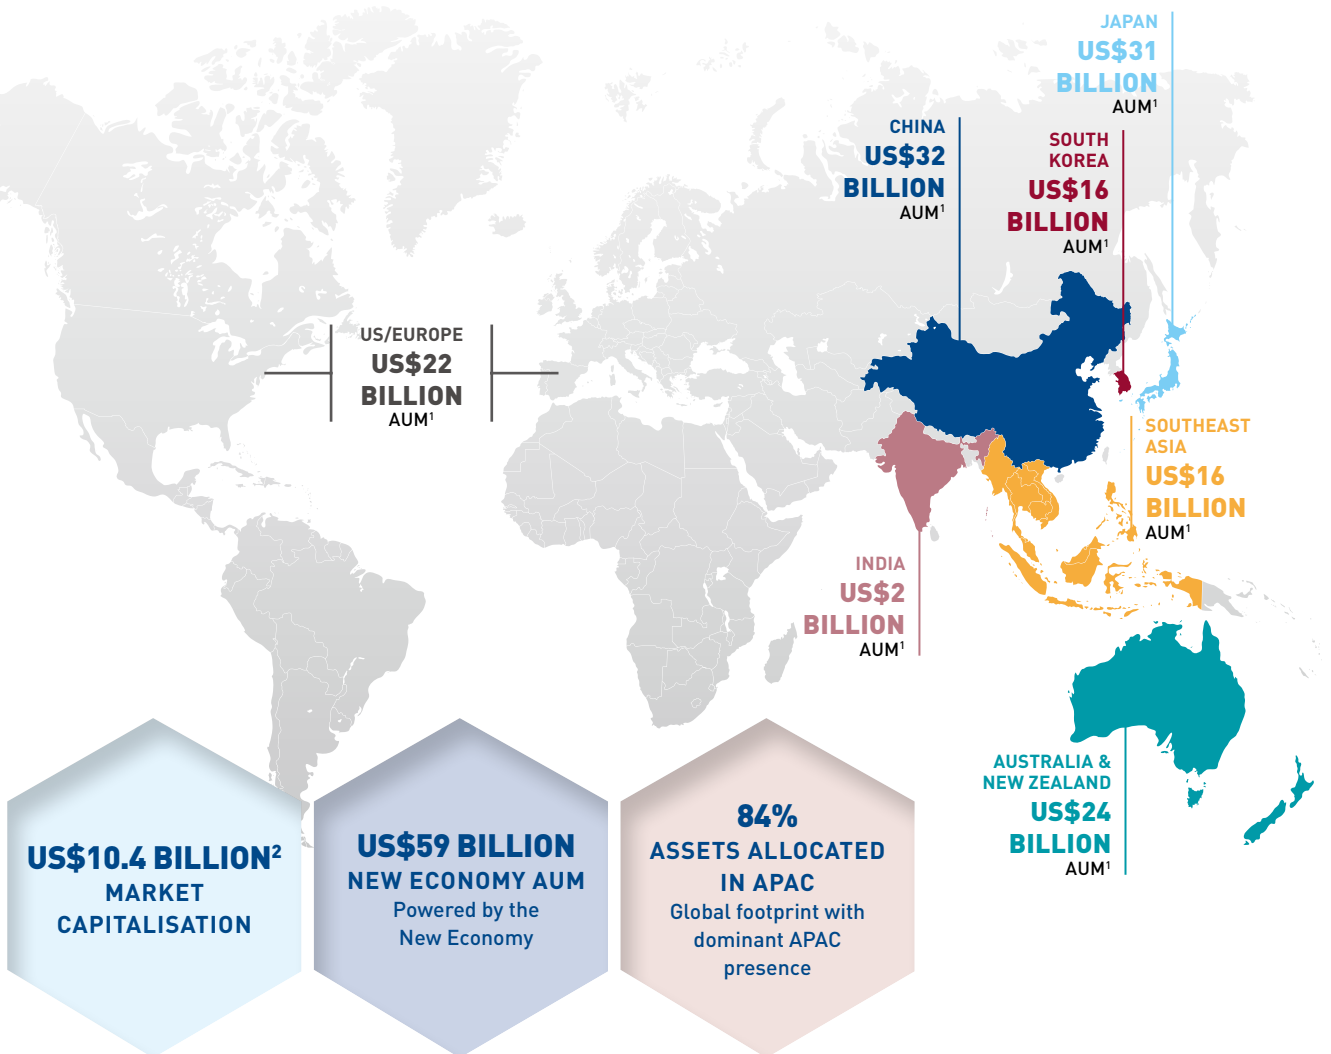 JAPAN
US$31
BILLION
AUM¹
CHINA
US$32
BILLION
AUM¹
SOUTH
KOREA
US$16
BILLION
AUM¹
US/EUROPE
US$22
BILLION
AUM¹
SOUTHEAST
ASIA
US$16
BILLION
AUM¹
INDIA
US$2
BILLION
AUM¹
AUSTRALIA &
NEW ZEALAND
US$24
BILLION
AUM¹
US$10.4 BILLION²
MARKET
CAPITALISATION
US$59 BILLION
NEW ECONOMY AUM
Powered by the
New Economy
84%
ASSETS ALLOCATED
IN APAC
Global footprint with
dominant APAC
presence